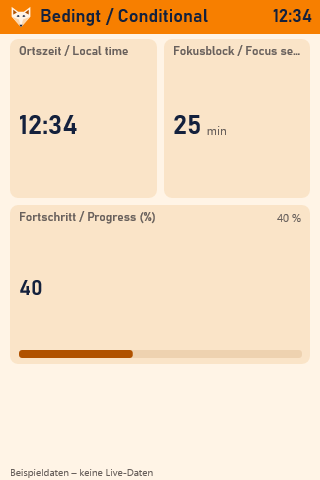 Bedingt / Conditional 12:34
Ortszeit / Local time
12:34
Fokusblock / Focus se…
25 min
Fortschritt / Progress (%) 40 %
40
Beispieldaten – keine Live-Daten